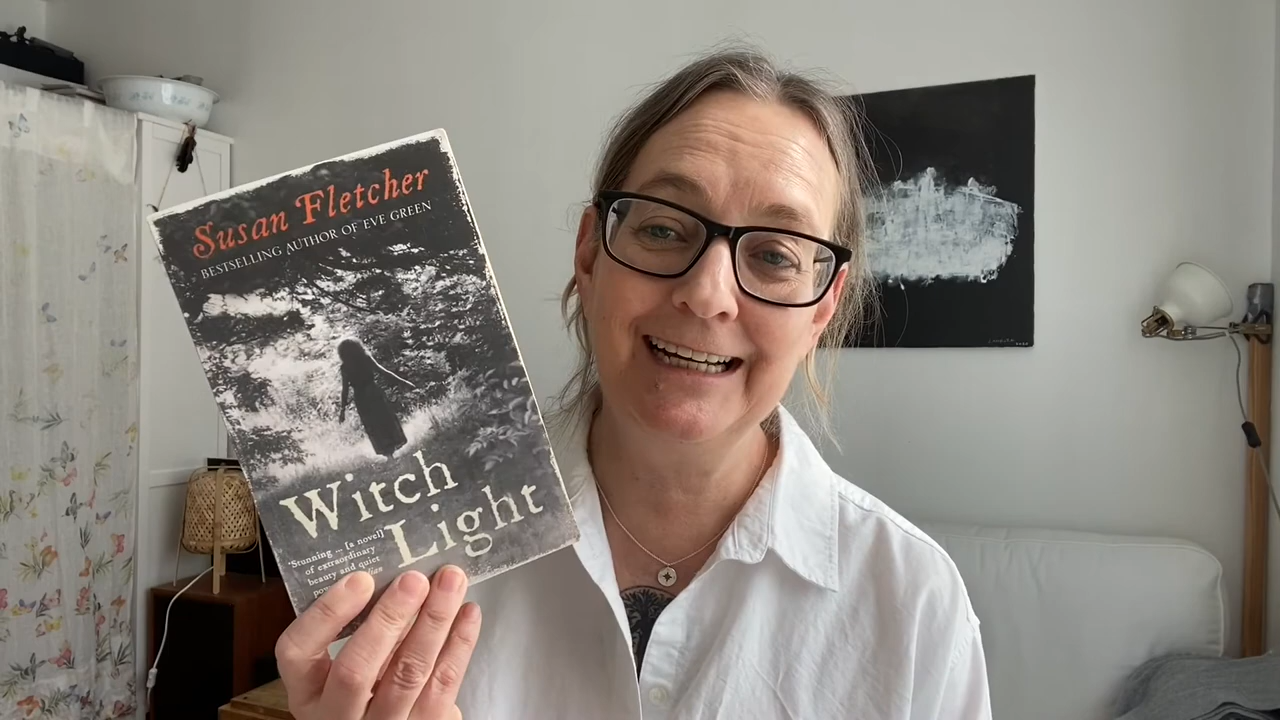 Susan Fletcher
BESTSELLING AUTHOR OF EVE GREEN
Witch
Light
'Stunning ... [a novel]
of extraordinary
beauty and quiet